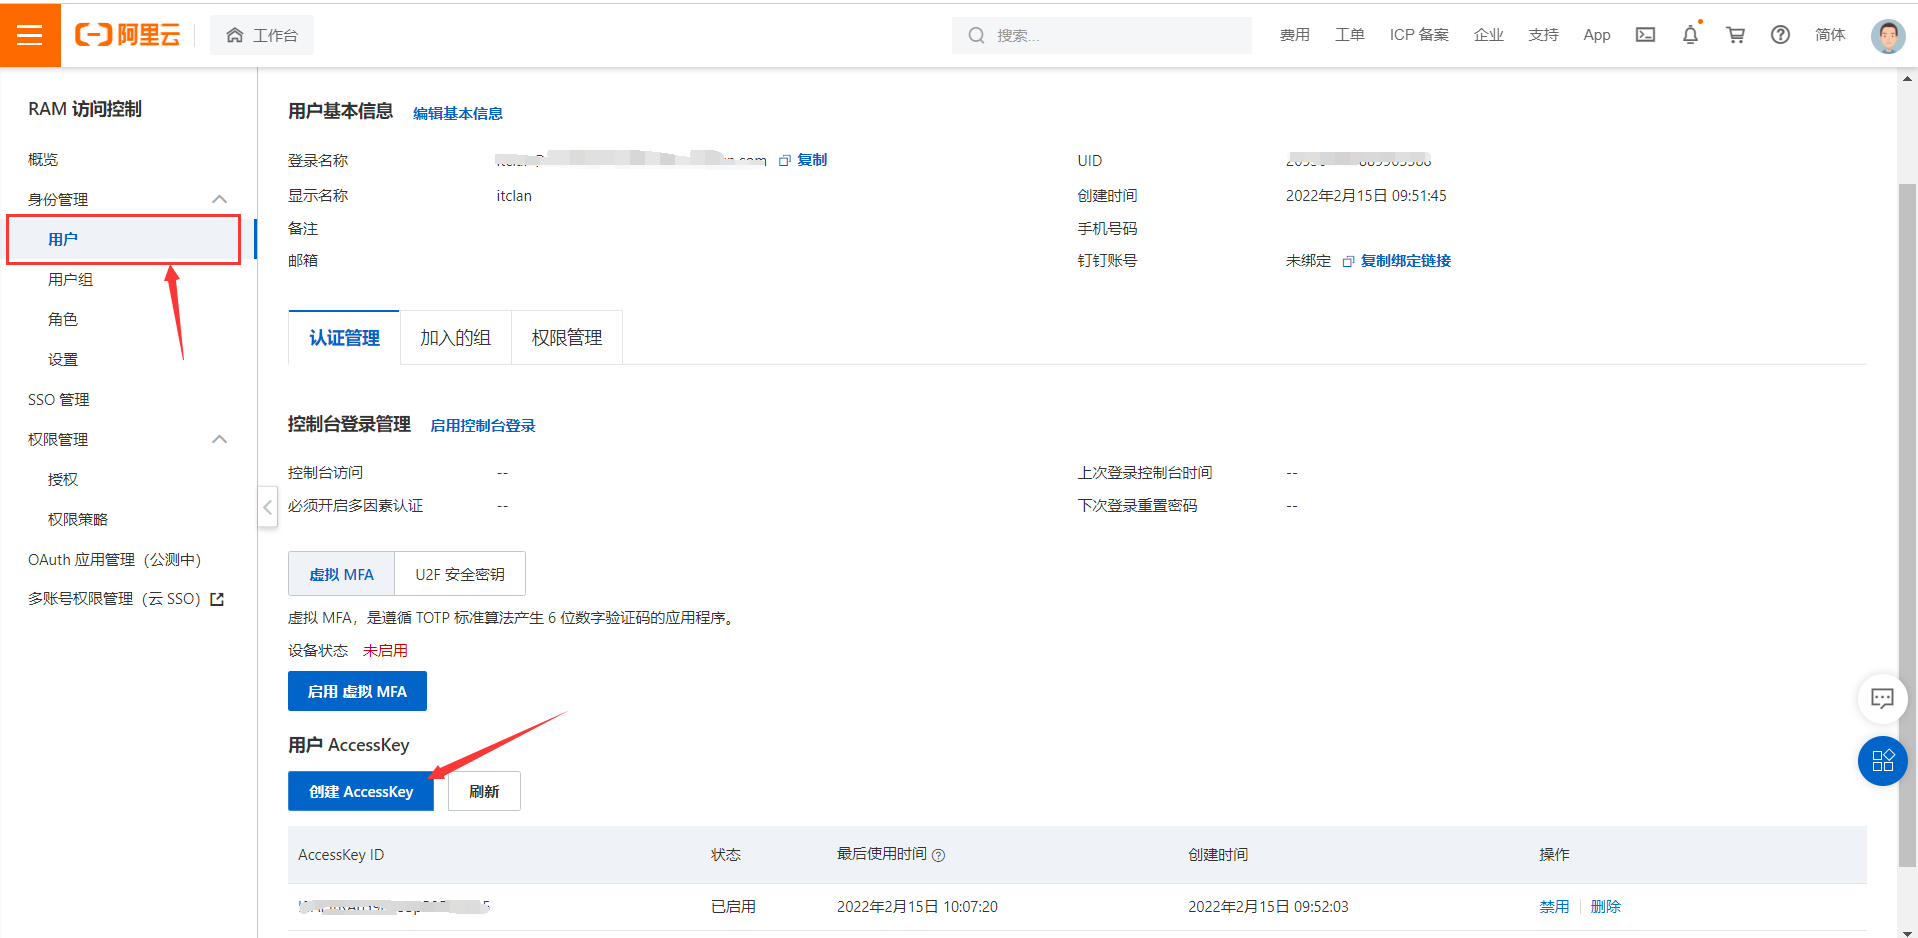 阿里云 工作台 搜索... 费用 工单 ICP 备案 企业 支持 App 简体
RAM 访问控制
概览
身份管理
用户
用户组
角色
设置
SSO 管理
权限管理
授权
权限策略
OAuth 应用管理（公测中）
多账号权限管理（云 SSO）
用户基本信息 编辑基本信息
登录名称 复制 UID
显示名称 itclan 创建时间 2022年2月15日 09:51:45
备注 手机号码
邮箱 钉钉账号 未绑定 复制绑定链接
认证管理 加入的组 权限管理
控制台登录管理 启用控制台登录
控制台访问 -- 上次登录控制台时间 --
必须开启多因素认证 -- 下次登录重置密码 --
虚拟 MFA U2F 安全密钥
虚拟 MFA，是遵循 TOTP 标准算法产生 6 位数字验证码的应用程序。
设备状态 未启用
启用 虚拟 MFA
用户 AccessKey
创建 AccessKey 刷新
AccessKey ID 状态 最后使用时间 创建时间 操作
已启用 2022年2月15日 10:07:20 2022年2月15日 09:52:03 禁用 删除